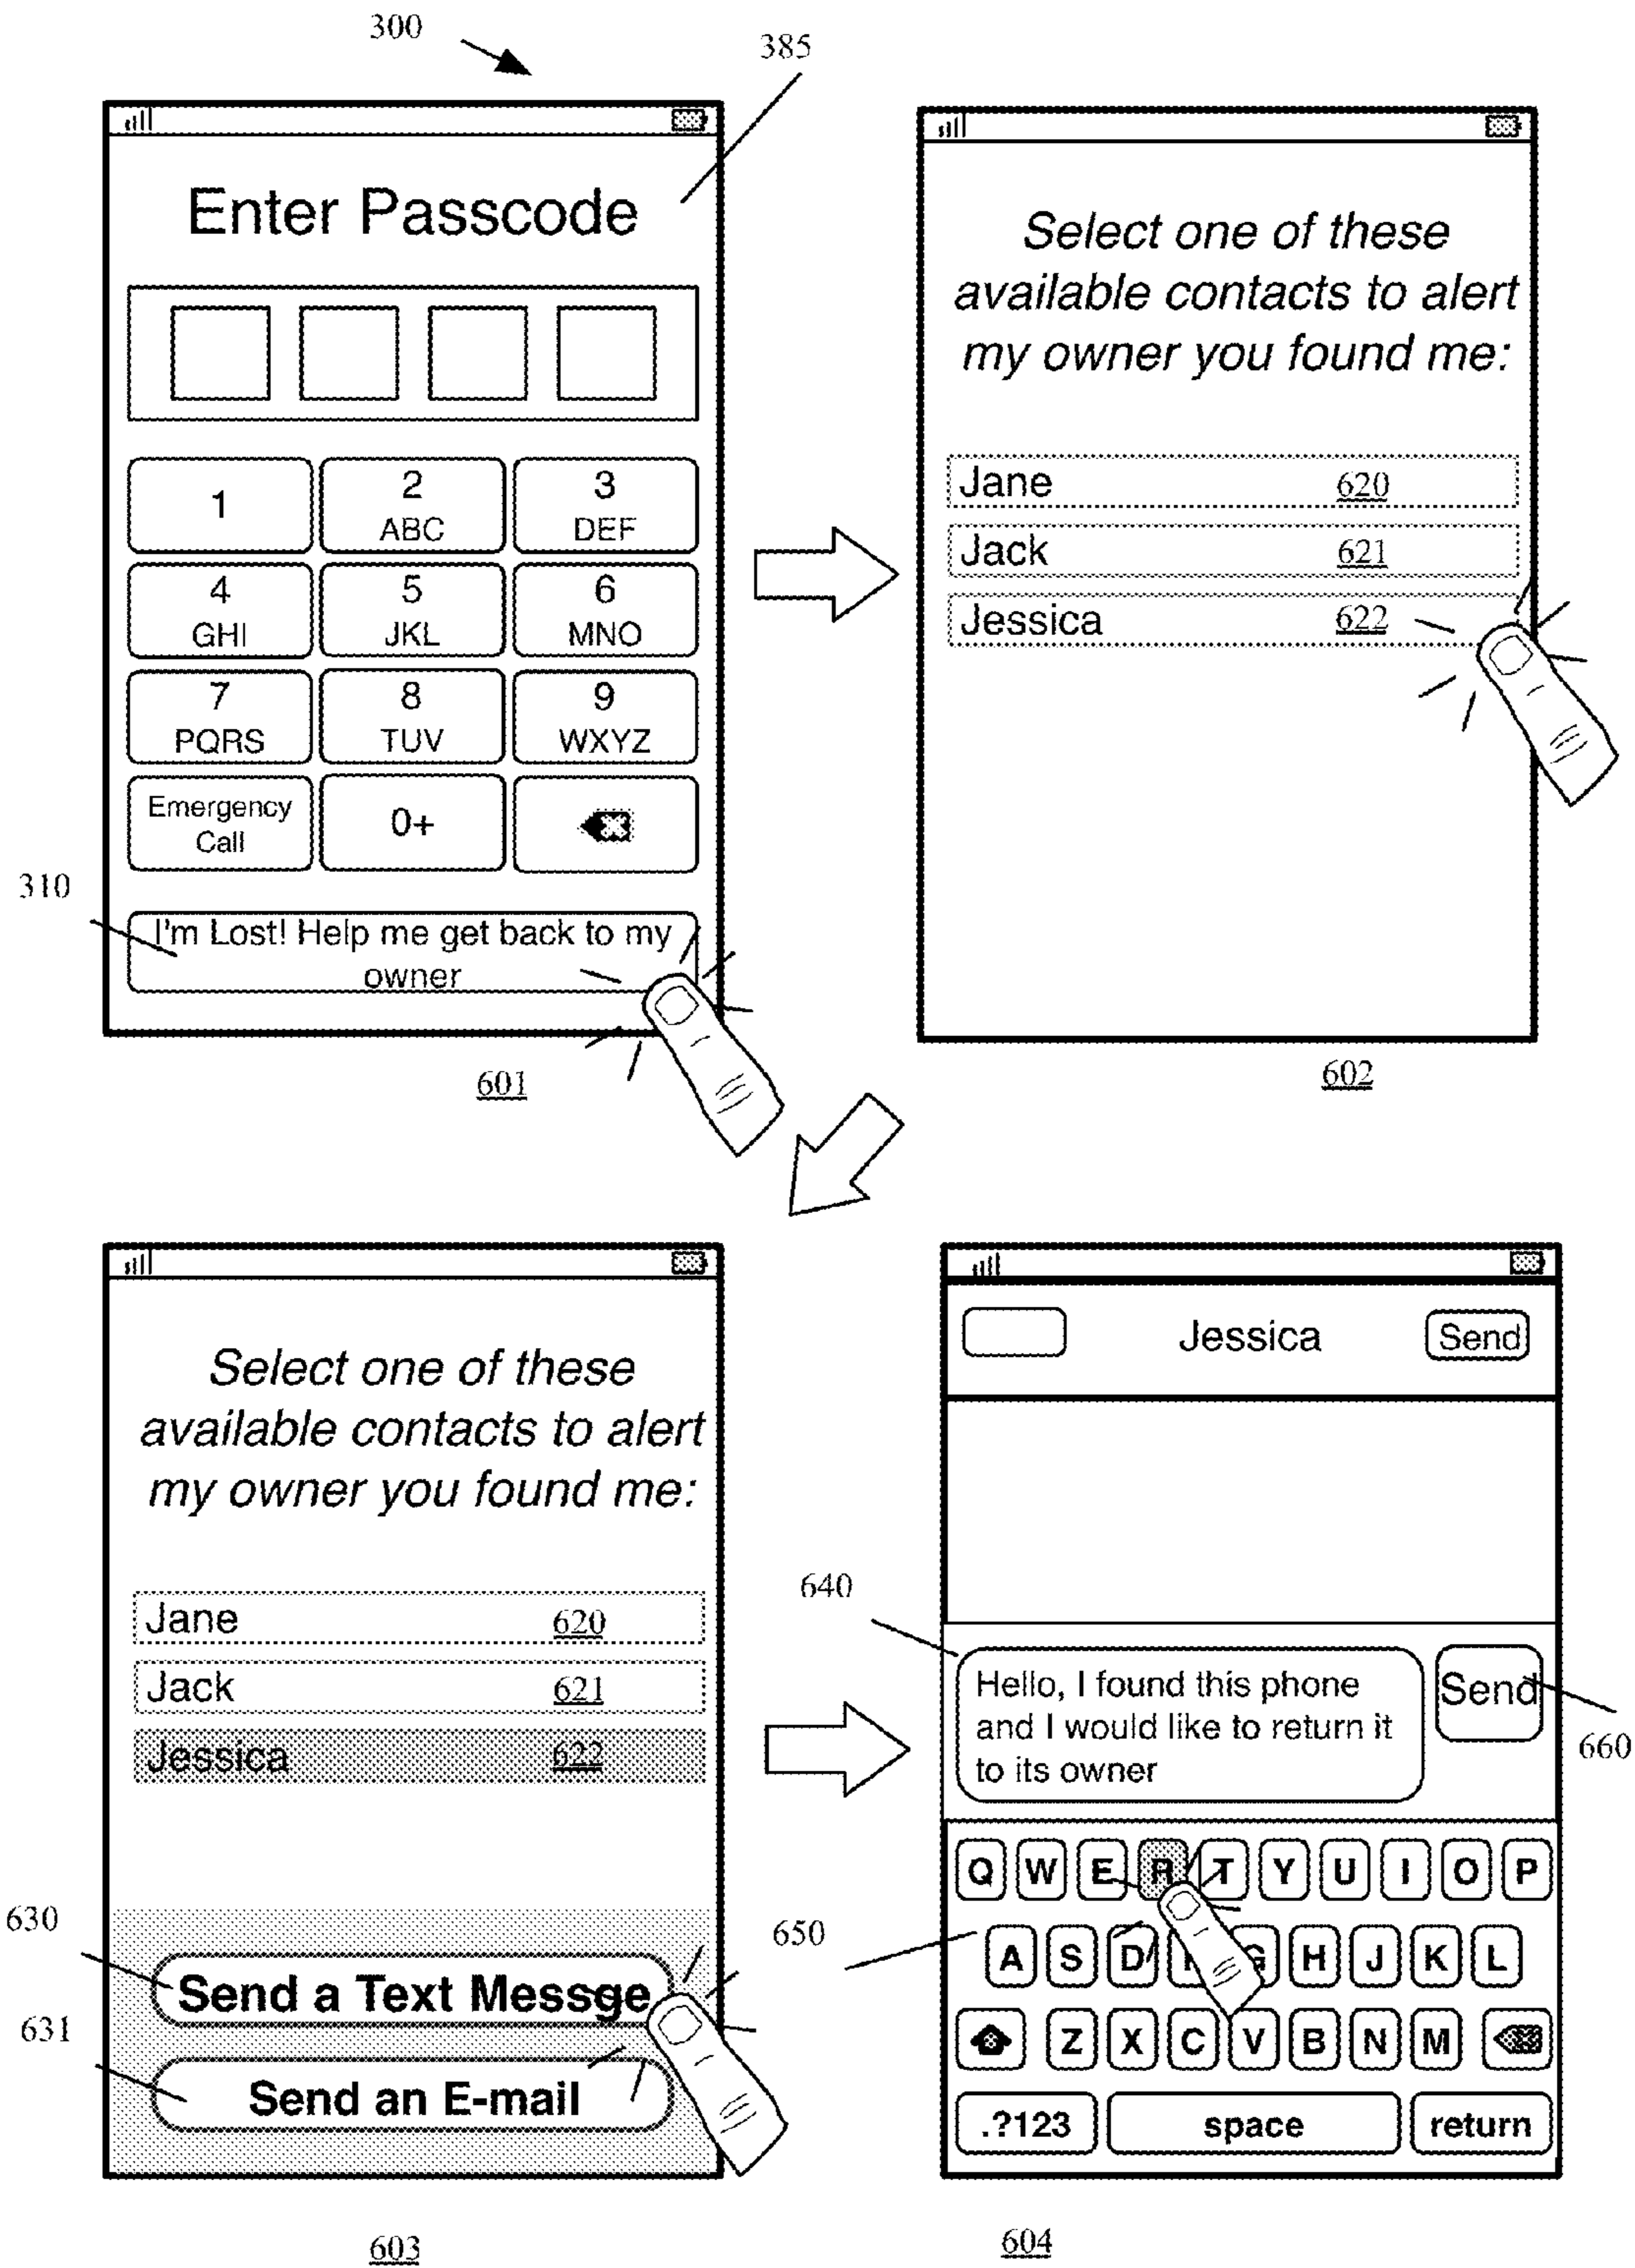 300
385
Enter Passcode
1
2
ABC
3
DEF
4
GHI
5
JKL
6
MNO
7
PQRS
8
TUV
9
WXYZ
Emergency
Call
0+
310
I'm Lost! Help me get back to my
owner
601
Select one of these
available contacts to alert
my owner you found me:
Jane 620
Jack 621
Jessica 622
602
Select one of these
available contacts to alert
my owner you found me:
Jane 620
Jack 621
Jessica 622
630
Send a Text Messge
631
Send an E-mail
603
Jessica
Send
640
Hello, I found this phone
and I would like to return it
to its owner
Send
660
650
Q W E R T Y U I O P
A S D F G H J K L
Z X C V B N M
.?123 space return
604